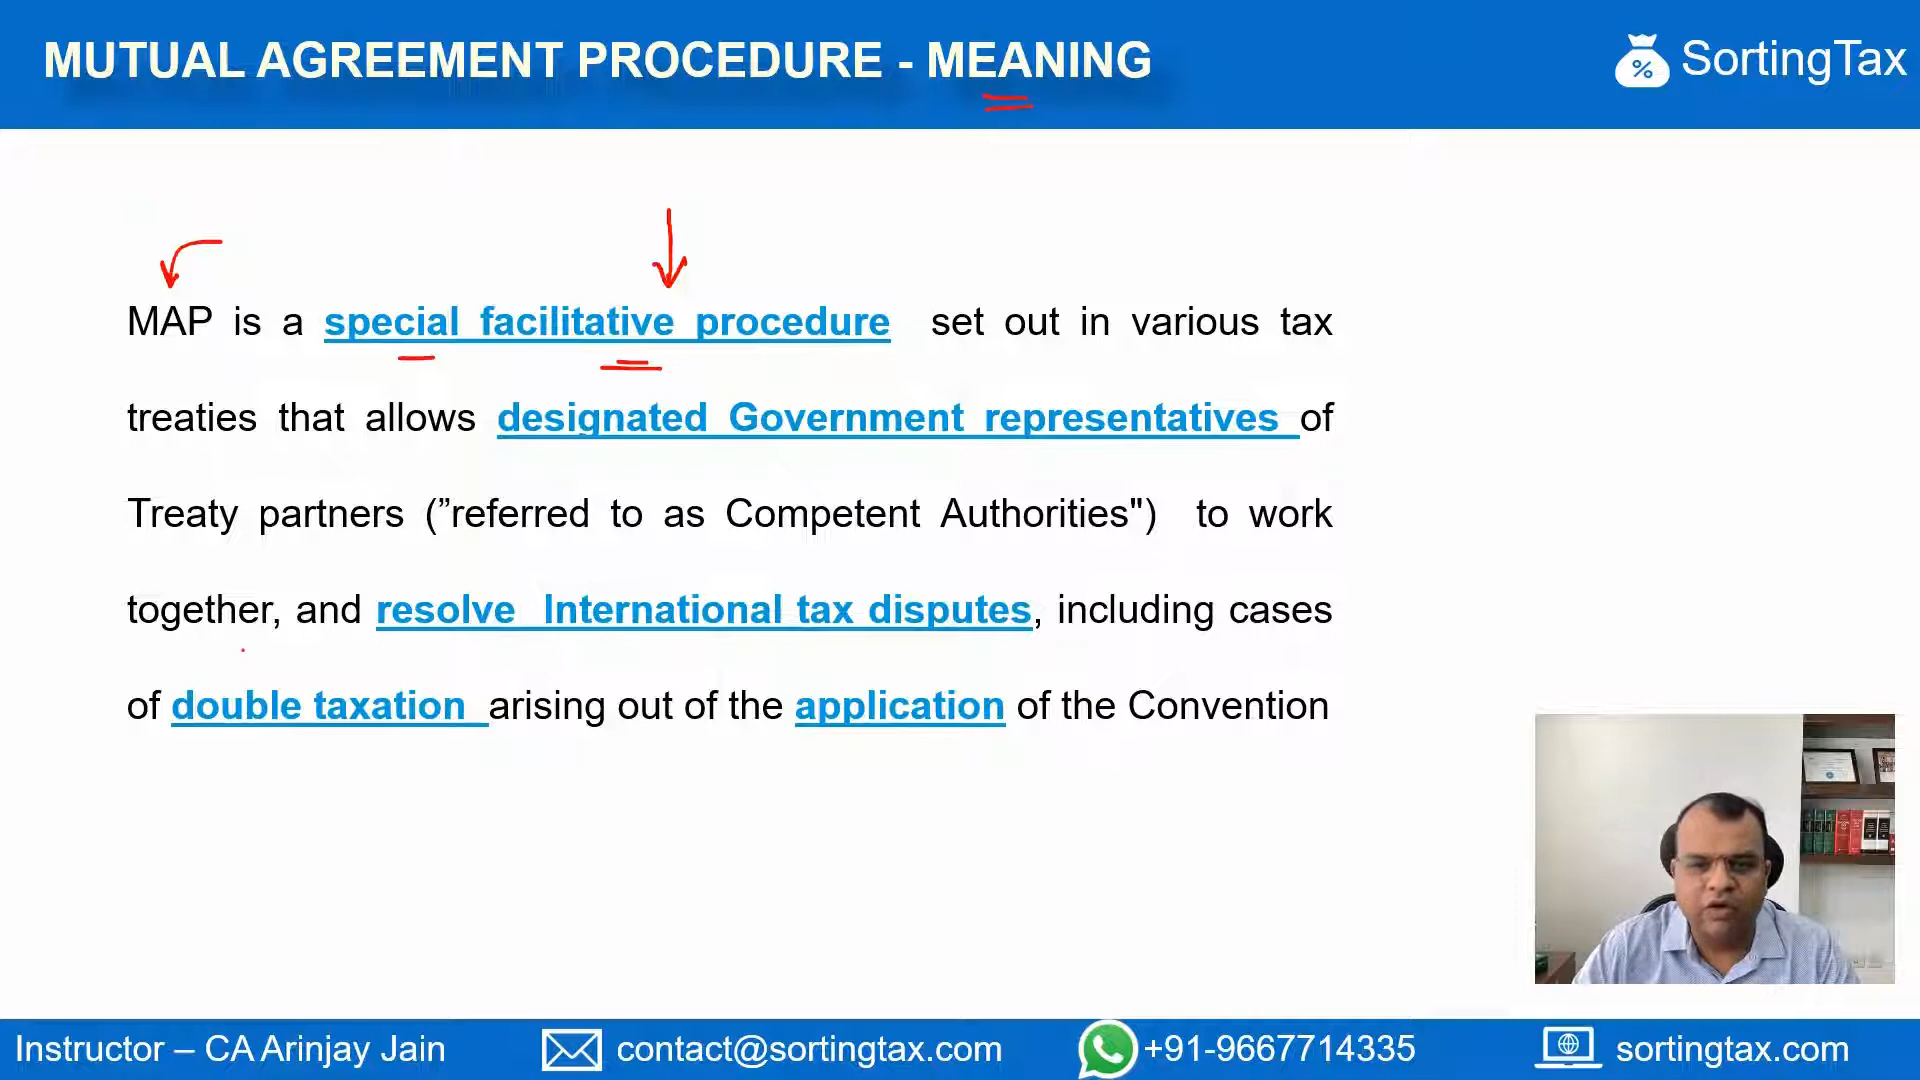 MUTUAL AGREEMENT PROCEDURE - MEANING
SortingTax
MAP is a special facilitative procedure set out in various tax
treaties that allows designated Government representatives of
Treaty partners (”referred to as Competent Authorities") to work
together, and resolve International tax disputes, including cases
of double taxation arising out of the application of the Convention
Instructor – CA Arinjay Jain
contact@sortingtax.com
+91-9667714335
sortingtax.com